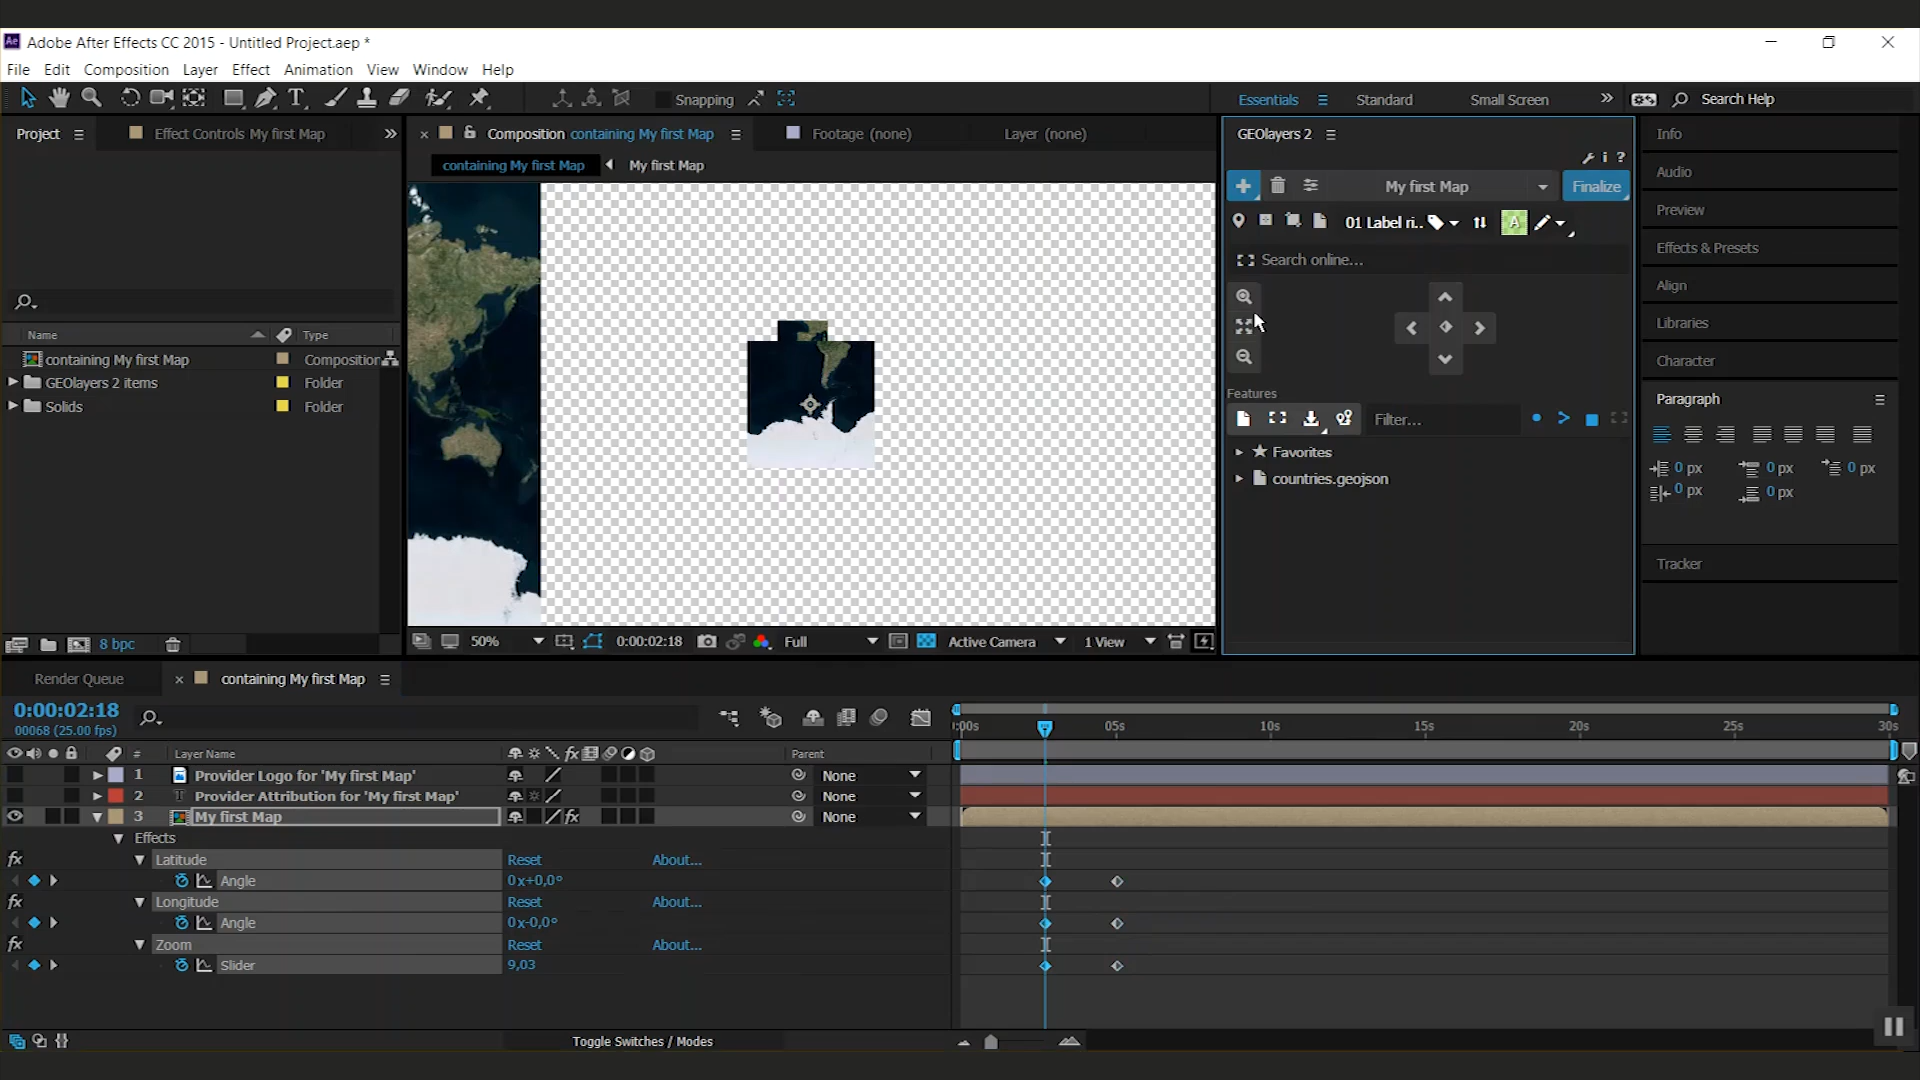 Ae Adobe After Effects CC 2015 - Untitled Project.aep *
File Edit Composition Layer Effect Animation View Window Help
T Snapping Essentials Standard Small Screen Search Help
Project Effect Controls My first Map
Composition containing My first Map Footage (none) Layer (none)
containing My first Map My first Map
GEOlayers 2
i ?
My first Map Finalize
01 Label ri.. A
Search online...
Features
Filter...
Favorites
countries.geojson
Info
Audio
Preview
Effects & Presets
Align
Libraries
Character
Paragraph
0 px 0 px 0 px
0 px 0 px
Tracker
Name Type
containing My first Map Composition
GEOlayers 2 items Folder
Solids Folder
8 bpc
50% 0:00:02:18 Full Active Camera 1 View
Render Queue containing My first Map
0:00:02:18
00068 (25.00 fps)
:00s 05s 10s 15s 20s 25s 30s
# Layer Name fx Parent
1 Provider Logo for 'My first Map' None
2 T Provider Attribution for 'My first Map' None
3 My first Map fx None
Effects
fx Latitude Reset About...
Angle 0x+0,0°
fx Longitude Reset About...
Angle 0x-0,0°
fx Zoom Reset About...
Slider 9,03
Toggle Switches / Modes